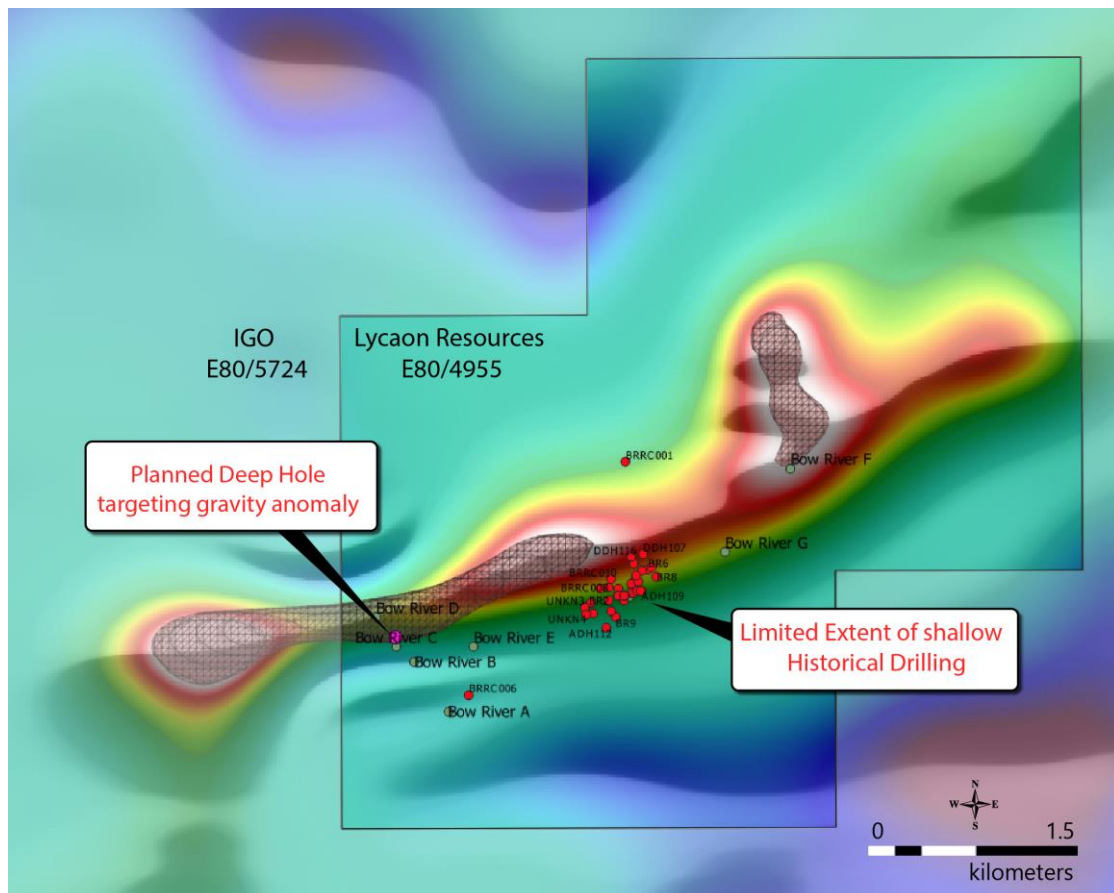 IGO
E80/5724
Lycaon Resources
E80/4955
Planned Deep Hole
targeting gravity anomaly
BRRC001
Bow River F
DDH116
DDH107
Bow River G
BRRC010
BR6
BR8
ADH109
UNKN3
BR2
UNKN4
BR9
ADH112
Bow River D
Bow River C
Bow River E
Bow River B
BRRC006
Bow River A
Limited Extent of shallow
Historical Drilling
N
W
E
S
0
1.5
kilometers